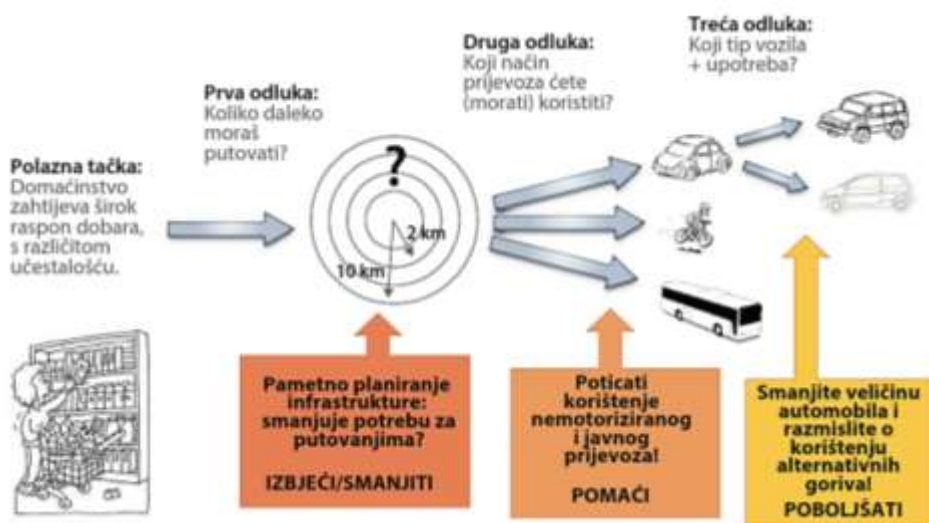 Polazna tačka:
Domaćinstvo
zahtijeva širok
raspon dobara,
s različitom
učestalošću.
Prva odluka:
Koliko daleko
moraš
putovati?
?
2 km
10 km
Druga odluka:
Koji način
prijevoza ćete
(morati) koristiti?
Treća odluka:
Koji tip vozila
+ upotreba?
Pametno planiranje
infrastrukture:
smanjuje potrebu za
putovanjima?
IZBJEĆI/SMANJITI
Poticati
korištenje
nemotoriziranog
i javnog
prijevoza!
POMAĆI
Smanjite veličinu
automobila i
razmislite o
korištenju
alternativnih
goriva!
POBOLJŠATI